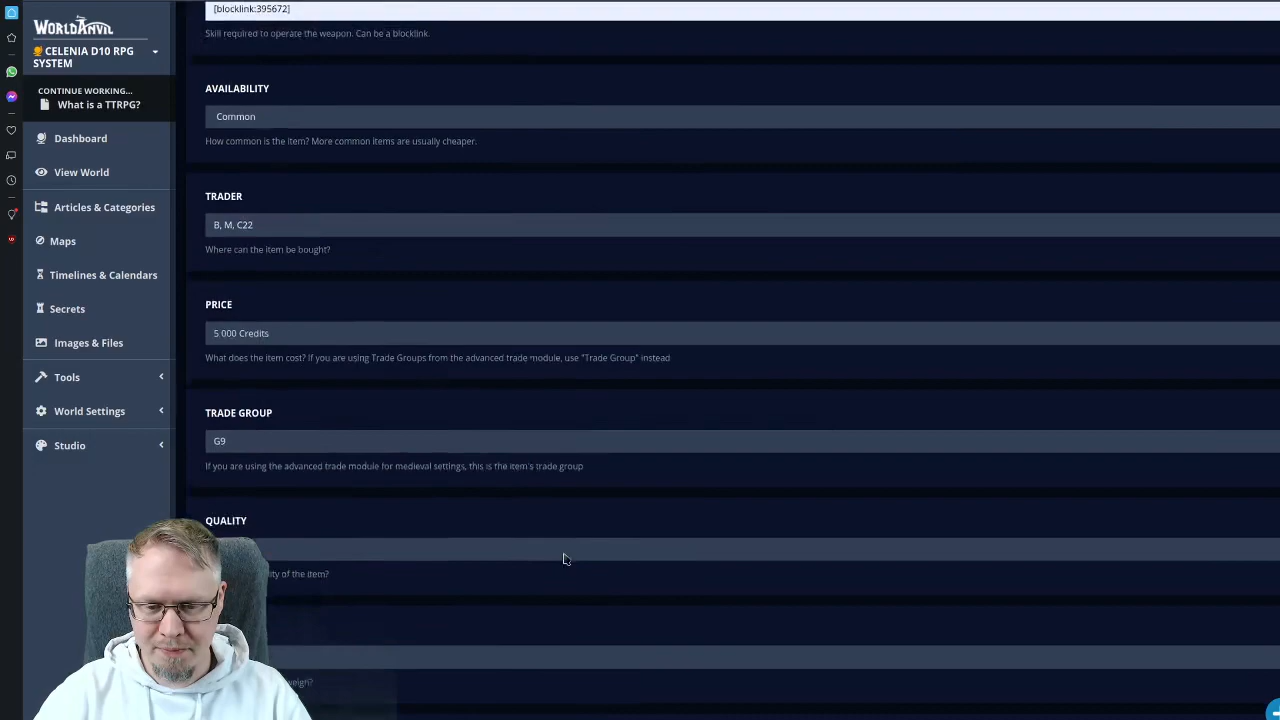 WORLDANVIL
CELENIA D10 RPG
SYSTEM
CONTINUE WORKING...
What is a TTRPG?
Dashboard
View World
Articles & Categories
Maps
Timelines & Calendars
Secrets
Images & Files
Tools
World Settings
Studio
[blocklink:395672]
Skill required to operate the weapon. Can be a blocklink.
AVAILABILITY
Common
How common is the item? More common items are usually cheaper.
TRADER
B, M, C22
Where can the item be bought?
PRICE
5 000 Credits
What does the item cost? If you are using Trade Groups from the advanced trade module, use "Trade Group" instead
TRADE GROUP
G9
If you are using the advanced trade module for medieval settings, this is the item's trade group
QUALITY
of the item?